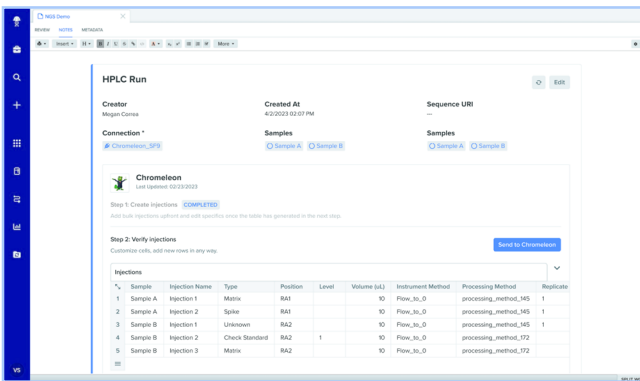 NGS Demo
REVIEW NOTES METADATA
Insert H B I U More
HPLC Run
Edit
Creator Created At Sequence URI
Megan Correa 4/2/2023 02:07 PM ---
Connection * Samples Samples
Chromeleon_SF9 Sample A Sample B Sample A Sample B
Chromeleon
Last Updated: 02/23/2023
Step 1: Create injections COMPLETED
Add bulk injections upfront and add specifics once the table has generated in the next step.
Step 2: Verify injections
Customize cells, add new rows in any way.
Send to Chromeleon
Injections
Sample Injection Name Type Position Level Volume (uL) Instrument Method Processing Method Replicate
1 Sample A Injection 1 Matrix RA1 10 Flow_to_0 processing_method_145 1
2 Sample A Injection 2 Spike RA1 10 Flow_to_0 processing_method_145 1
3 Sample B Injection 1 Unknown RA2 10 Flow_to_0 processing_method_145 1
4 Sample B Injection 2 Check Standard RA2 1 10 Flow_to_0 processing_method_172
5 Sample B Injection 3 Matrix RA2 10 Flow_to_0 processing_method_172
VS